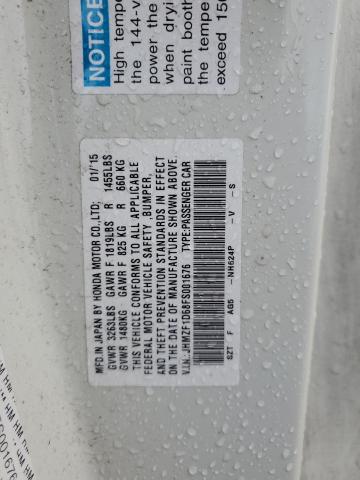 NOTICE
High tempe
the 144-v
power the
when dryi
paint booth
the tempe
exceed 150
MFD.IN JAPAN BY HONDA MOTOR CO.,LTD. 01/'15
GVWR 3263LBS GAWR F 1819LBS R 1455LBS
GVWR 1480KG GAWR F 825 KG R 660 KG
THIS VEHICLE CONFORMS TO ALL APPLICABLE
FEDERAL MOTOR VEHICLE SAFETY ,BUMPER,
AND THEFT PREVENTION STANDARDS IN EFFECT
ON THE DATE OF MANUFACTURE SHOWN ABOVE.
V.I.N.:JHMZF1D68FS001676 TYPE:PASSENGER CAR
SZT F AG5 -NH624P -V -S